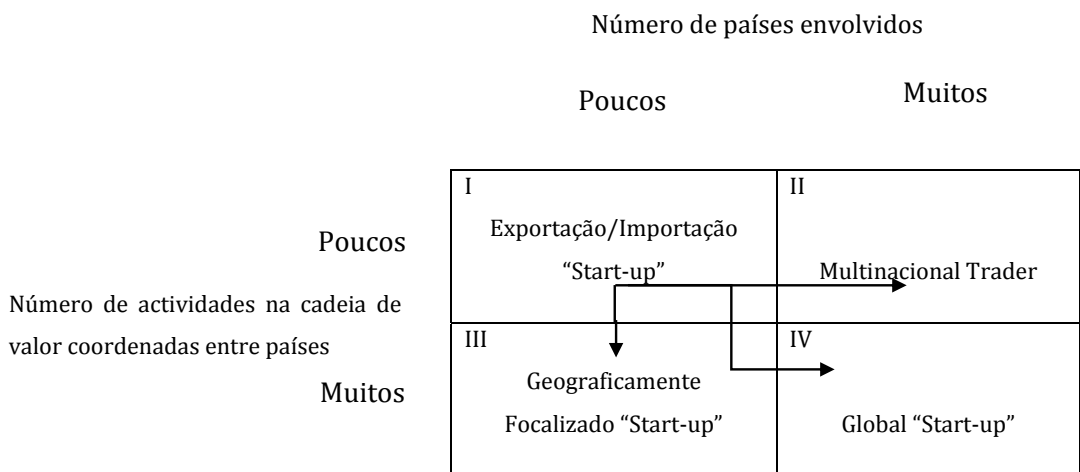 Número de países envolvidos
Poucos
Muitos
I
II
Exportação/Importação
“Start-up”
Multinacional Trader
Poucos
Número de actividades na cadeia de
valor coordenadas entre países
Muitos
III
IV
Geograficamente
Focalizado “Start-up”
Global “Start-up”